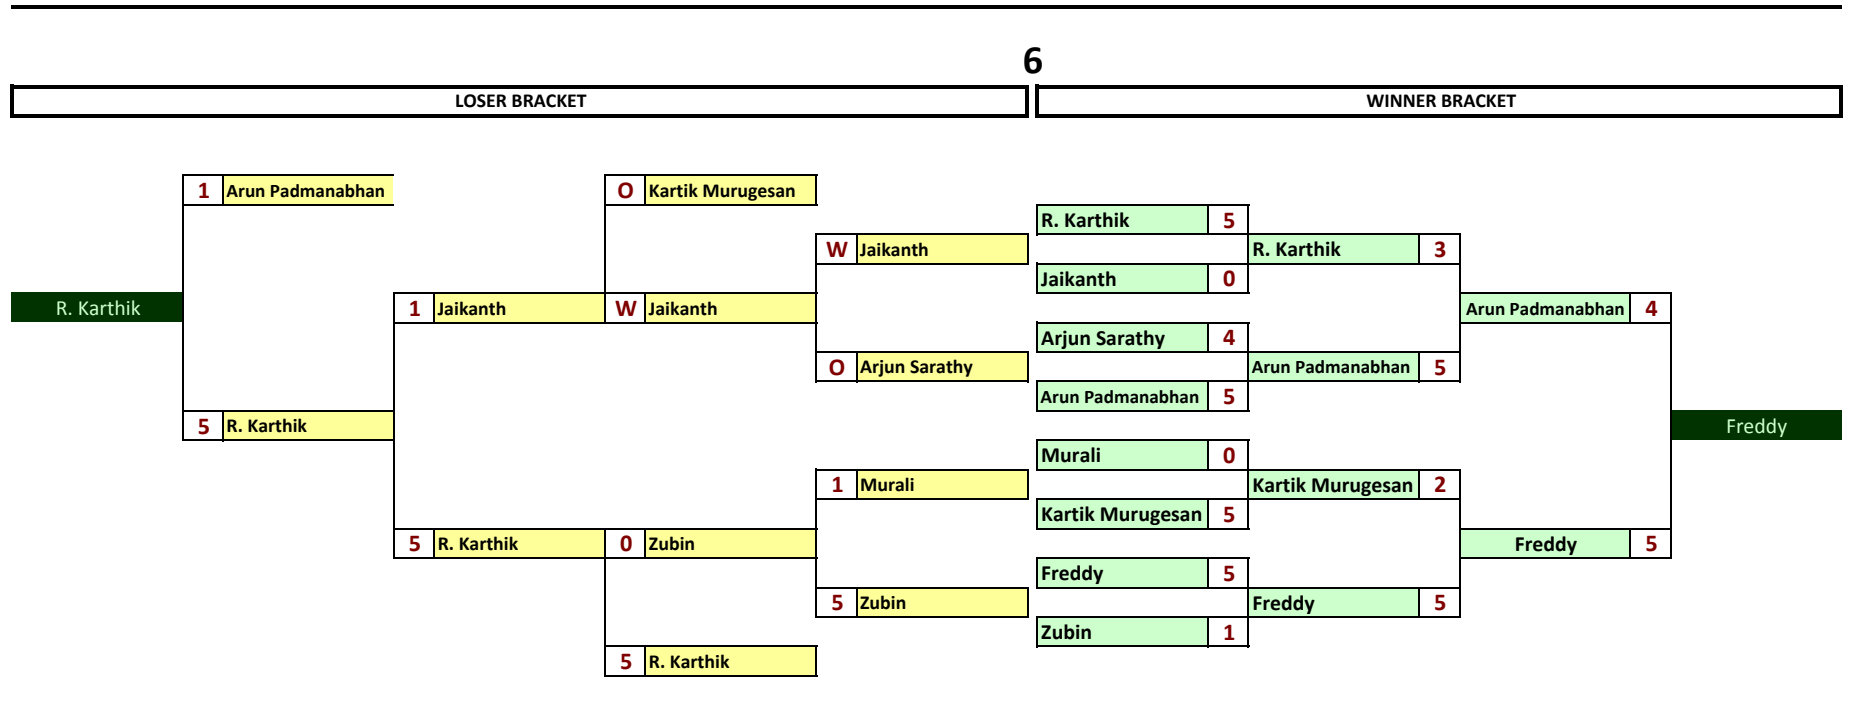 6
LOSER BRACKET WINNER BRACKET
1 Arun Padmanabhan O Kartik Murugesan
R. Karthik 5
W Jaikanth R. Karthik 3
Jaikanth 0
R. Karthik 1 Jaikanth W Jaikanth Arun Padmanabhan 4
Arjun Sarathy 4
O Arjun Sarathy Arun Padmanabhan 5
Arun Padmanabhan 5
5 R. Karthik Freddy
Murali 0
1 Murali Kartik Murugesan 2
Kartik Murugesan 5
5 R. Karthik 0 Zubin Freddy 5
Freddy 5
5 Zubin Freddy 5
Zubin 1
5 R. Karthik